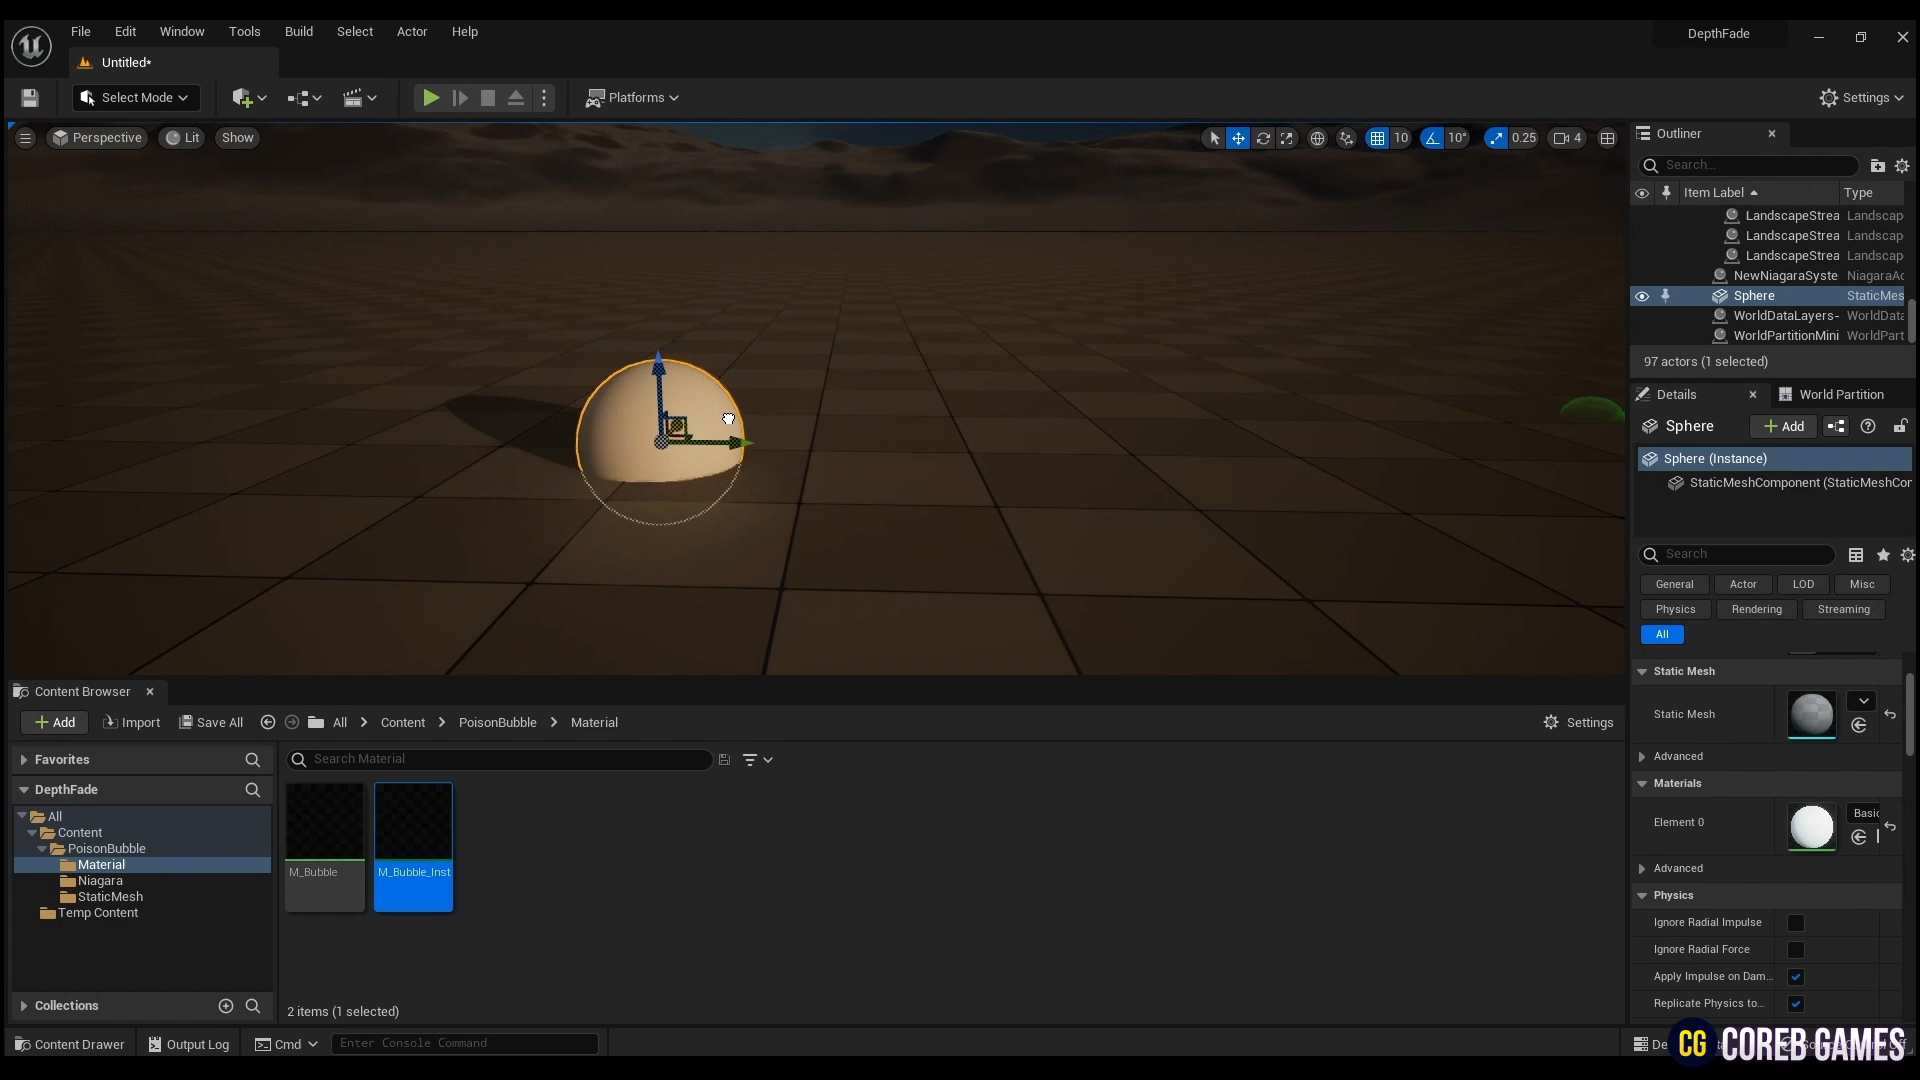 File Edit Window Tools Build Select Actor Help
DepthFade
Untitled*
Select Mode
Platforms
Settings
Perspective Lit Show
10 10° 0.25 4
Outliner
Search...
Item Label Type
LandscapeStrea Landscap
LandscapeStrea Landscap
LandscapeStrea Landscap
NewNiagaraSyste NiagaraAc
Sphere StaticMes
WorldDataLayers- WorldData
WorldPartitionMini WorldPart
97 actors (1 selected)
Details World Partition
Sphere Add
Sphere (Instance)
StaticMeshComponent (StaticMeshCor
Search
General Actor LOD Misc
Physics Rendering Streaming
All
Static Mesh
Static Mesh
Advanced
Materials
Element 0 Basic
Advanced
Physics
Ignore Radial Impulse
Ignore Radial Force
Apply Impulse on Dam...
Replicate Physics to...
Content Browser
Add Import Save All All Content PoisonBubble Material Settings
Favorites
Search Material
DepthFade
All
Content
PoisonBubble
Material
Niagara
StaticMesh
Temp Content
Collections
M_Bubble M_Bubble_Inst
2 items (1 selected)
Content Drawer Output Log Cmd Enter Console Command
CG COREB GAMES